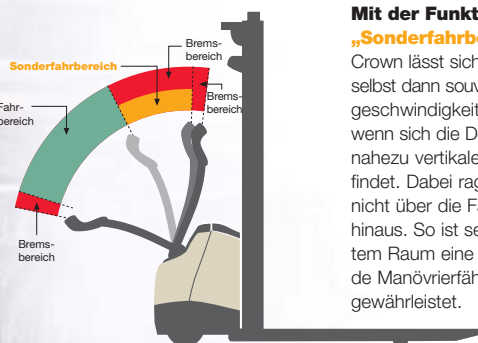 Brems-
bereich
Sonderfahrbereich
Brems-
bereich
bereich
Brems-
bereich
Mit der Funkt
„Sonderfahrbe
Crown lässt sich
selbst dann souv
geschwindigkeit
wenn sich die D
nahezu vertikale
findet. Dabei rag
nicht über die Fa
hinaus. So ist se
tem Raum eine
de Manövrierfäh
gewährleistet.